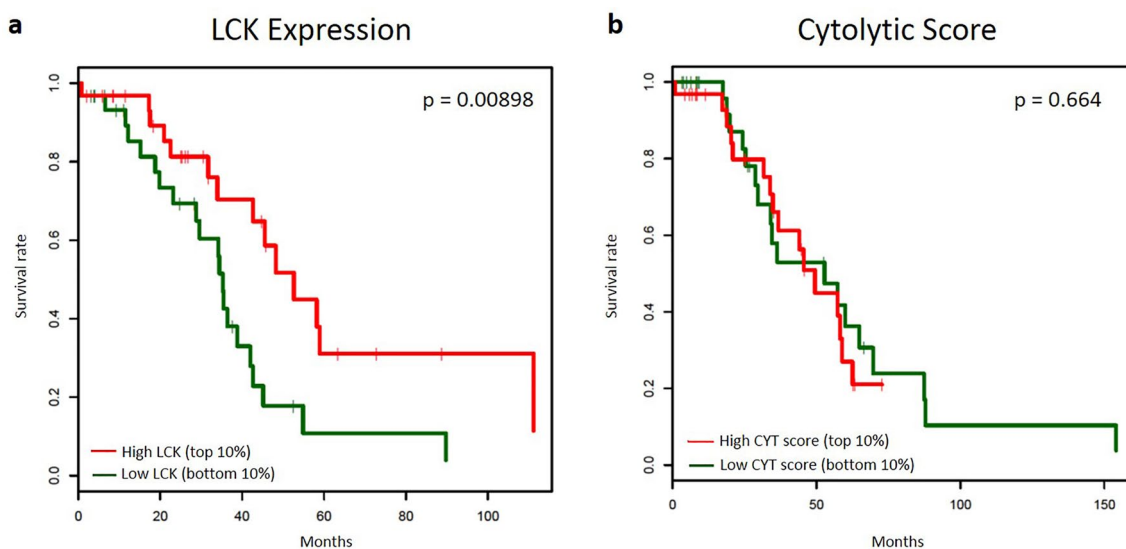 a
LCK Expression
p = 0.00898
Survival rate
1.0
0.8
0.6
0.4
0.2
0.0
High LCK (top 10%)
Low LCK (bottom 10%)
0 20 40 60 80 100
Months
b
Cytolytic Score
p = 0.664
Survival rate
1.0
0.8
0.6
0.4
0.2
0.0
High CYT score (top 10%)
Low CYT score (bottom 10%)
0 50 100 150
Months